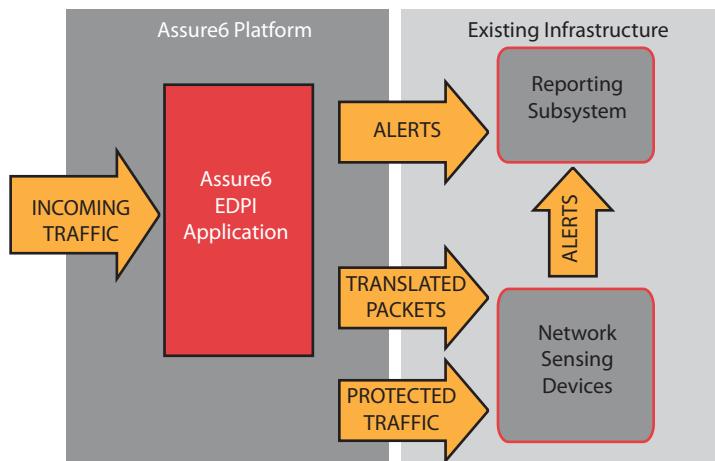 Assure6 Platform
Existing Infrastructure
Reporting
Subsystem
ALERTS
Assure6
EDPI
Application
INCOMING
TRAFFIC
ALERTS
TRANSLATED
PACKETS
Network
Sensing
Devices
PROTECTED
TRAFFIC